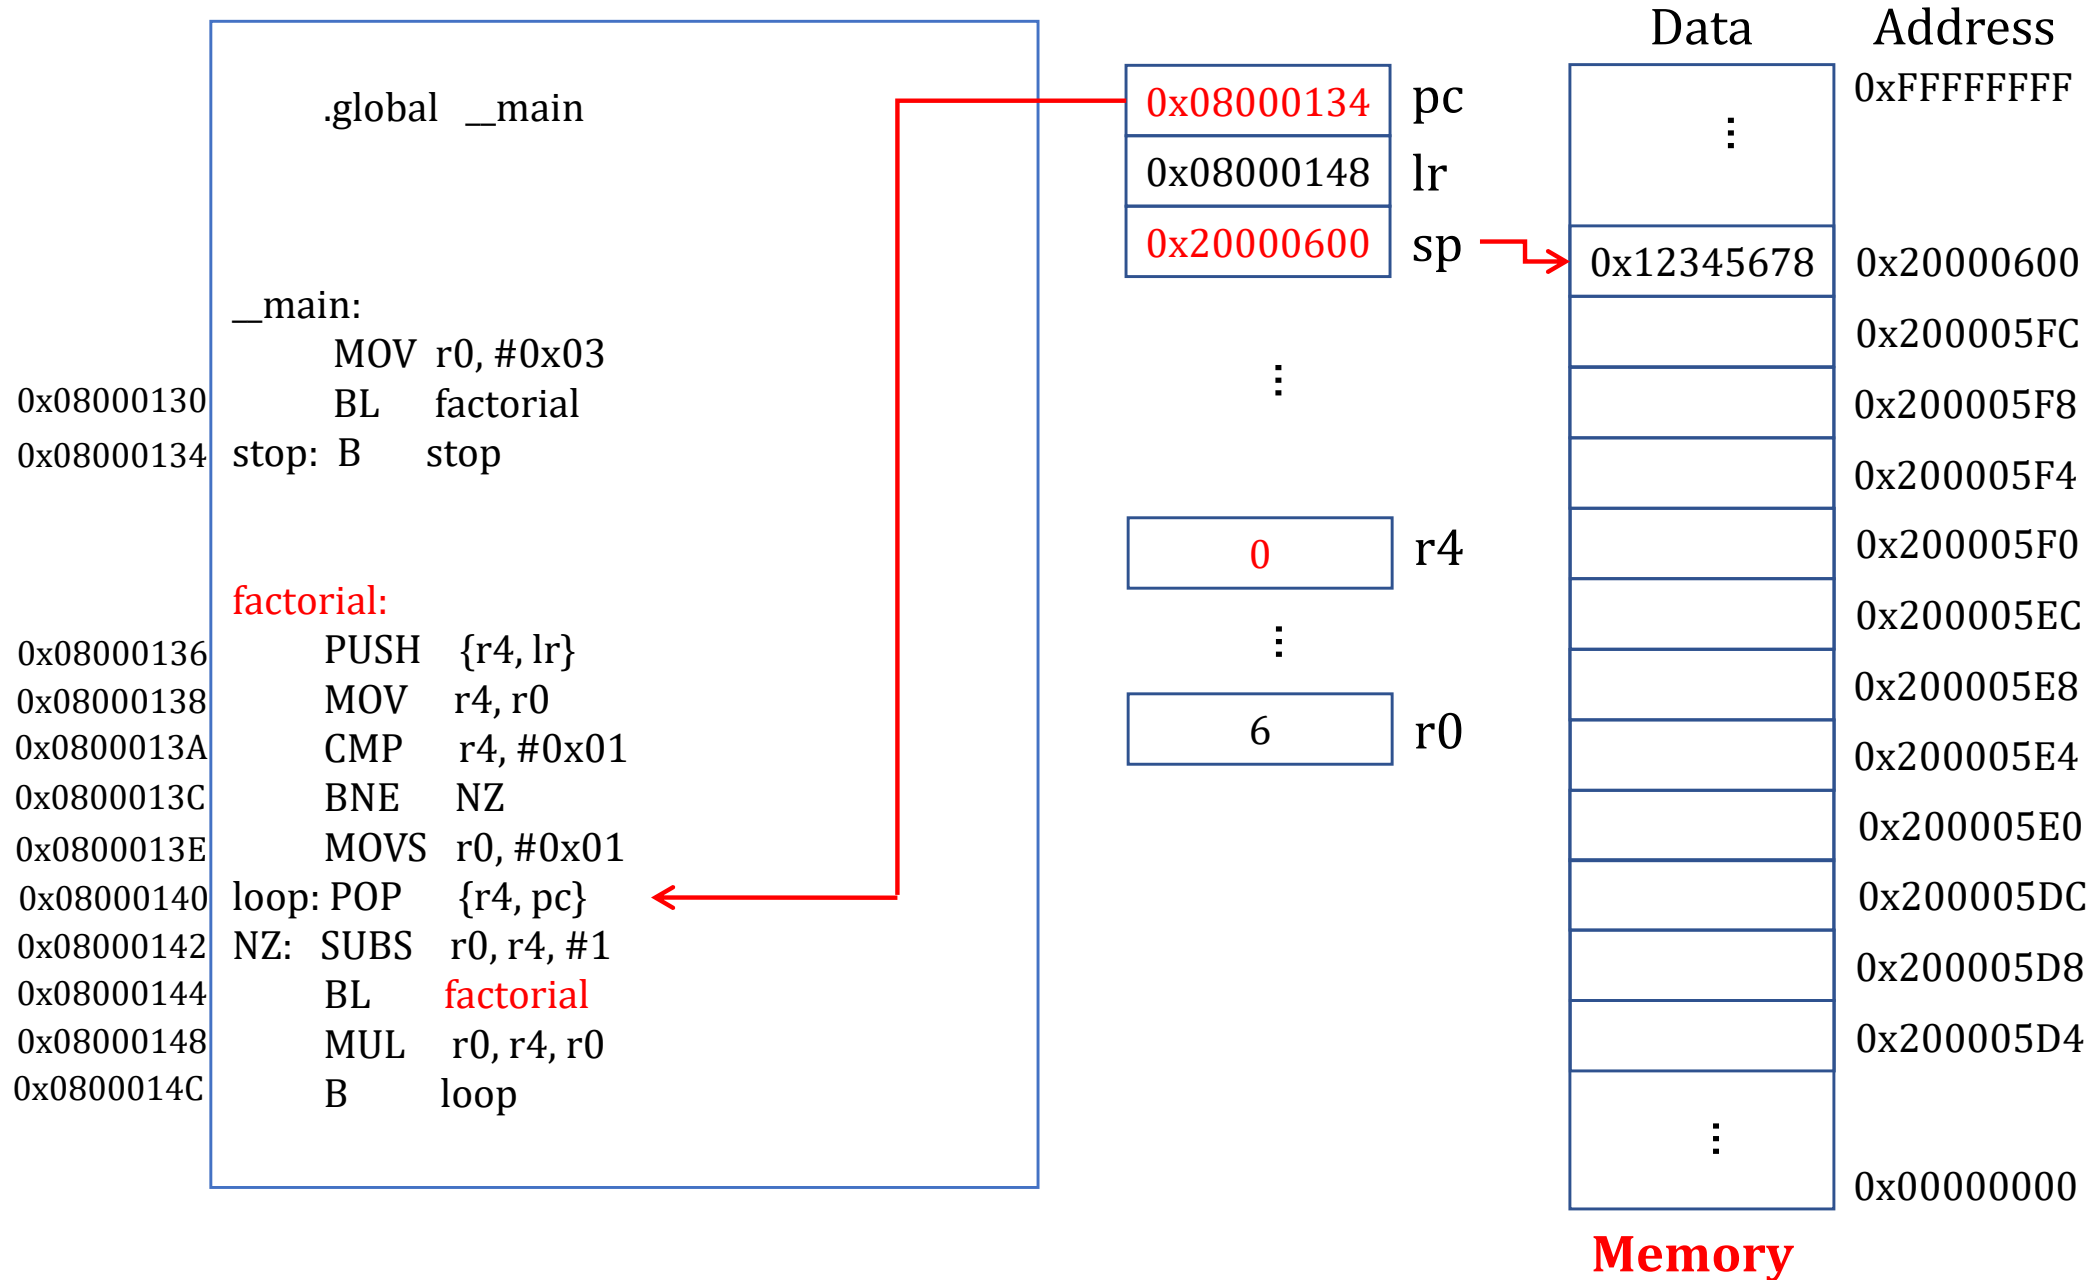 .global __main
__main:
MOV r0, #0x03
0x08000130 BL factorial
0x08000134 stop: B stop
factorial:
0x08000136 PUSH {r4, lr}
0x08000138 MOV r4, r0
0x0800013A CMP r4, #0x01
0x0800013C BNE NZ
0x0800013E MOVS r0, #0x01
0x08000140 loop: POP {r4, pc}
0x08000142 NZ: SUBS r0, r4, #1
0x08000144 BL factorial
0x08000148 MUL r0, r4, r0
0x0800014C B loop
0x08000134 pc
0x08000148 lr
0x20000600 sp
...
0 r4
...
6 r0
Data Address
0xFFFFFFFF
...
0x12345678 0x20000600
0x200005FC
0x200005F8
0x200005F4
0x200005F0
0x200005EC
0x200005E8
0x200005E4
0x200005E0
0x200005DC
0x200005D8
0x200005D4
...
0x00000000
Memory